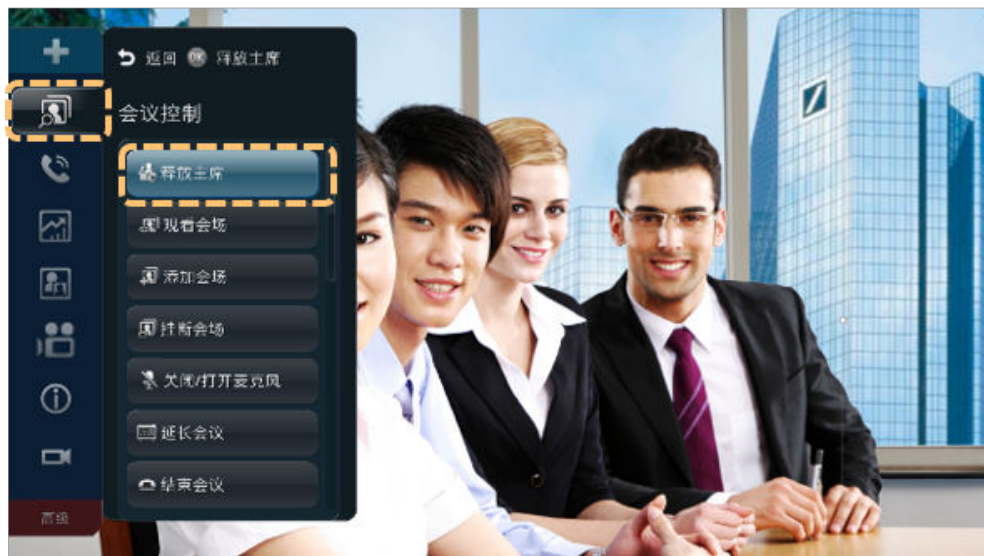 返回 OK 释放主席
会议控制
释放主席
观看会场
添加会场
挂断会场
关闭/打开麦克风
延长会议
结束会议
高级